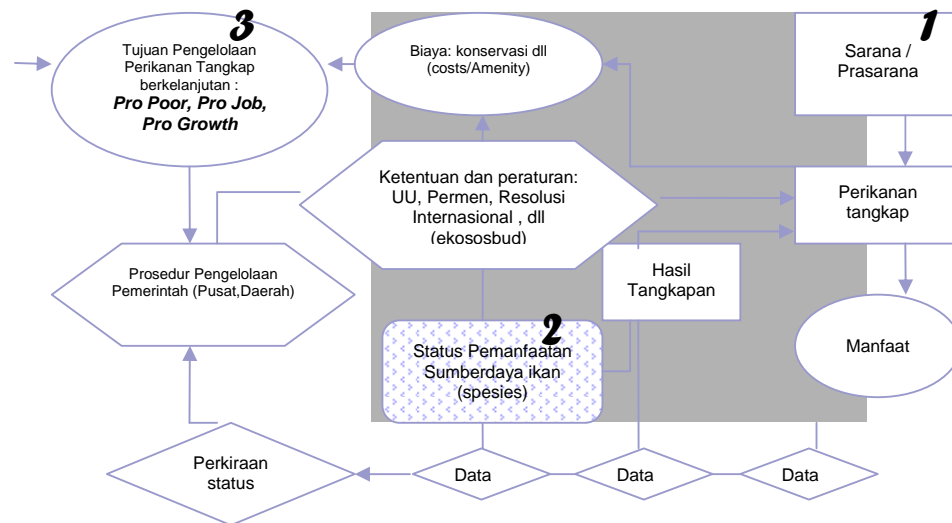 3
Tujuan Pengelolaan
Perikanan Tangkap
berkelanjutan :
Pro Poor, Pro Job,
Pro Growth
Biaya: konservasi dll
(costs/Amenity)
1
Sarana /
Prasarana
Ketentuan dan peraturan:
UU, Permen, Resolusi
Internasional , dll
(ekososbud)
Perikanan
tangkap
Prosedur Pengelolaan
Pemerintah (Pusat,Daerah)
Hasil
Tangkapan
2
Status Pemanfaatan
Sumberdaya ikan
(spesies)
Manfaat
Perkiraan
status
Data
Data
Data